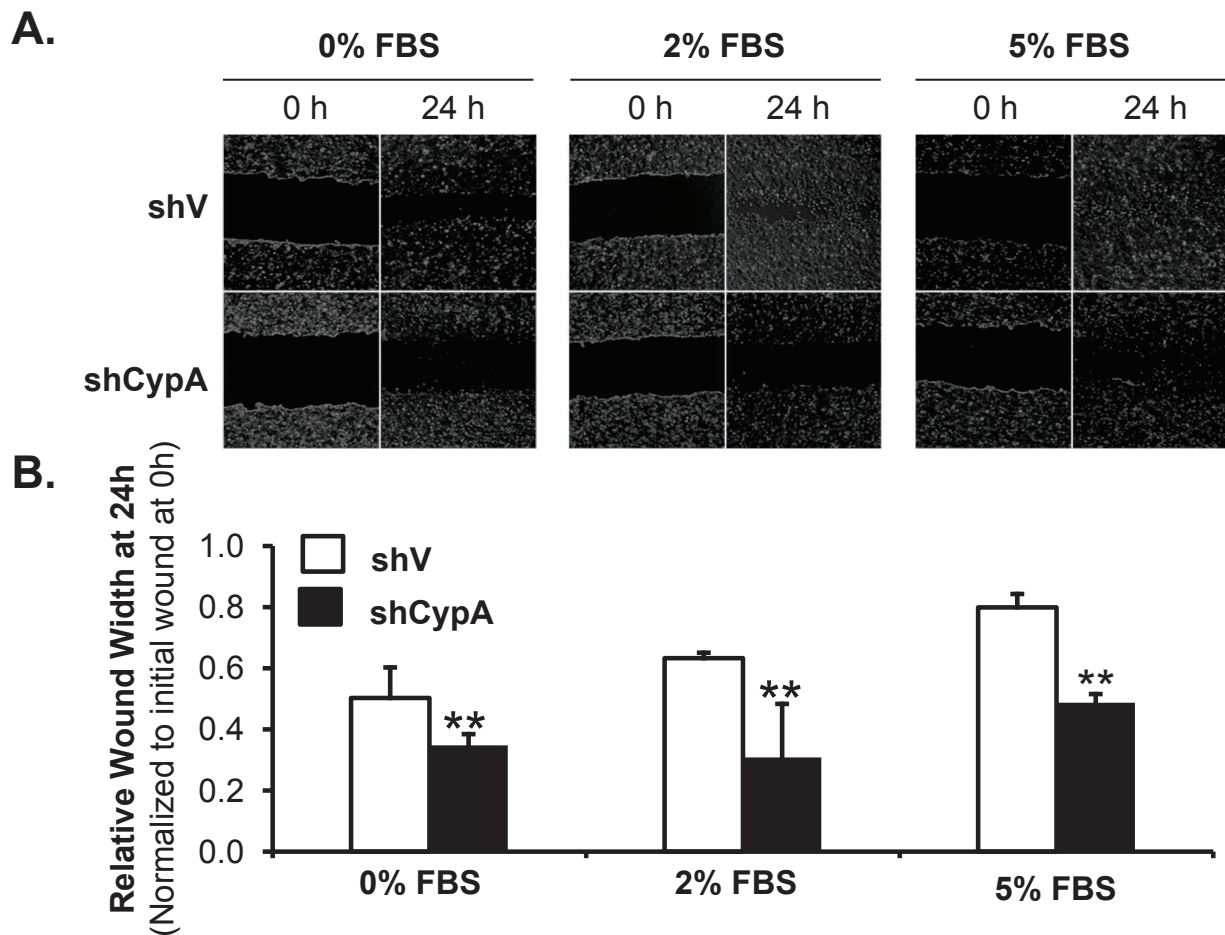 A.
0% FBS
2% FBS
5% FBS
0 h
24 h
0 h
24 h
0 h
24 h
shV
shCypA
B.
Relative Wound Width at 24h
(Normalized to initial wound at 0h)
1.0
0.8
0.6
0.4
0.2
0.0
shV
shCypA
**
**
**
0% FBS
2% FBS
5% FBS